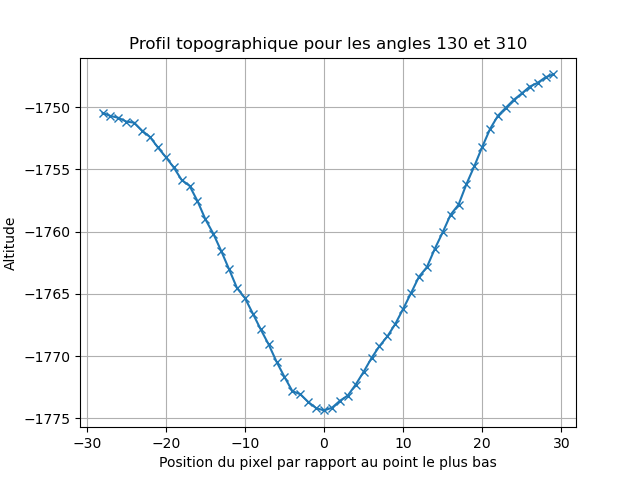 Profil topographique pour les angles 130 et 310
Altitude
−1750
−1755
−1760
−1765
−1770
−1775
−30 −20 −10 0 10 20 30
Position du pixel par rapport au point le plus bas